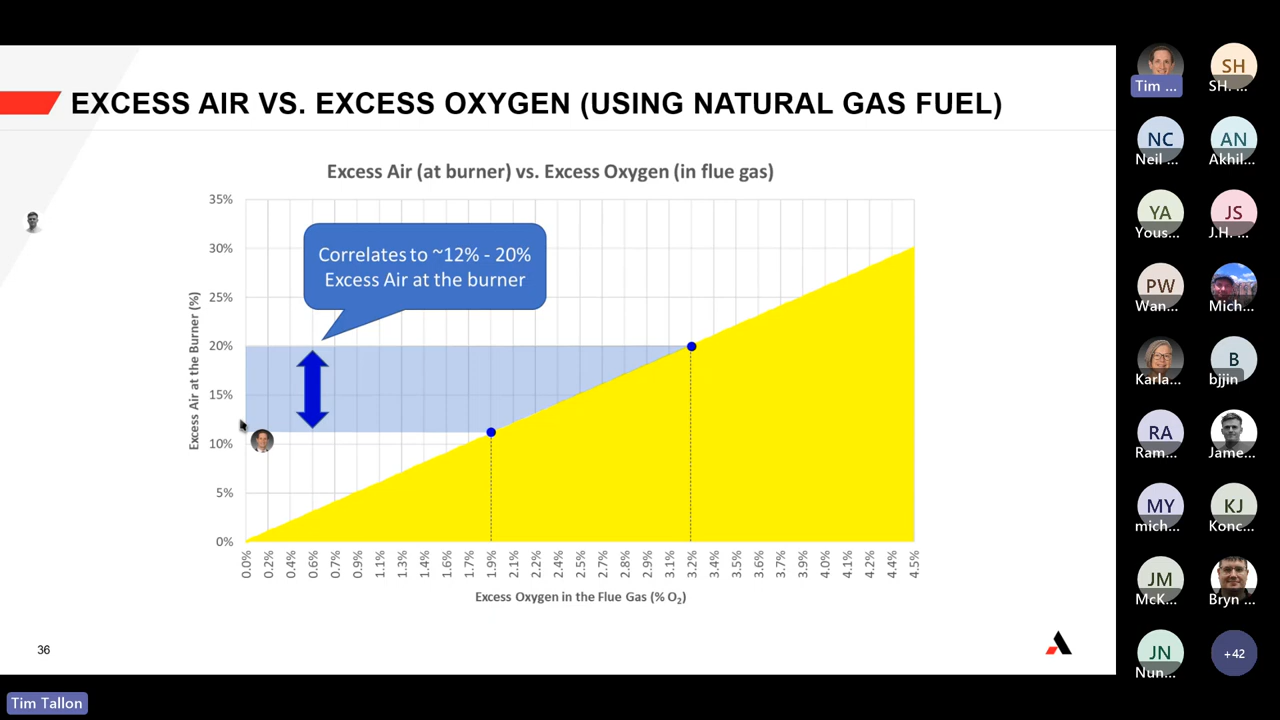 EXCESS AIR VS. EXCESS OXYGEN (USING NATURAL GAS FUEL)
Excess Air (at burner) vs. Excess Oxygen (in flue gas)
Correlates to ~12% - 20%
Excess Air at the burner
Excess Air at the Burner (%)
35%
30%
25%
20%
15%
10%
5%
0%
0.0% 0.2% 0.4% 0.6% 0.7% 0.9% 1.1% 1.3% 1.4% 1.6% 1.7% 1.9% 2.1% 2.2% 2.4% 2.5% 2.6% 2.8% 2.9% 3.1% 3.2% 3.4% 3.5% 3.6% 3.7% 3.9% 4.0% 4.1% 4.2% 4.4% 4.5%
Excess Oxygen in the Flue Gas (% O₂)
36
Tim Tallon
Tim ...
SH
SH. ...
NC
Neil ...
AN
Akhil...
YA
Yous...
JS
J.H. ...
PW
Wan...
Mich...
Karla...
B
bjjin
RA
Ram...
Jame...
MY
mich...
KJ
Konc...
JM
McK...
Bryn ...
JN
Nun...
+42